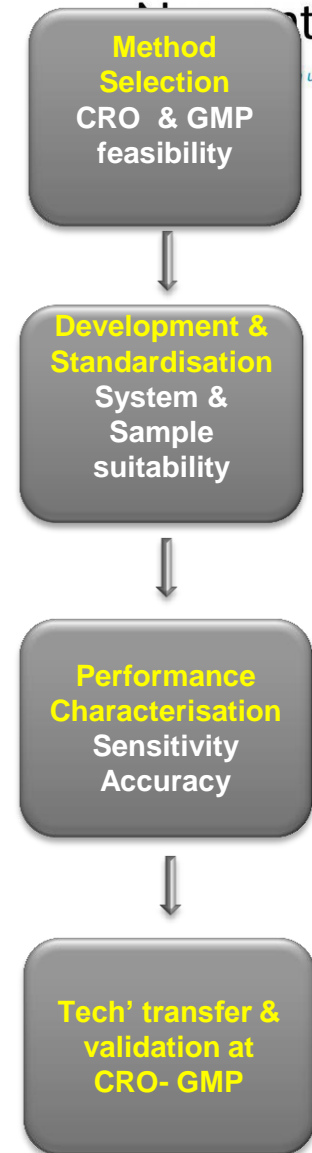 Method
Selection
CRO & GMP
feasibility
Development &
Standardisation
System &
Sample
suitability
Performance
Characterisation
Sensitivity
Accuracy
Tech’ transfer &
validation at
CRO- GMP